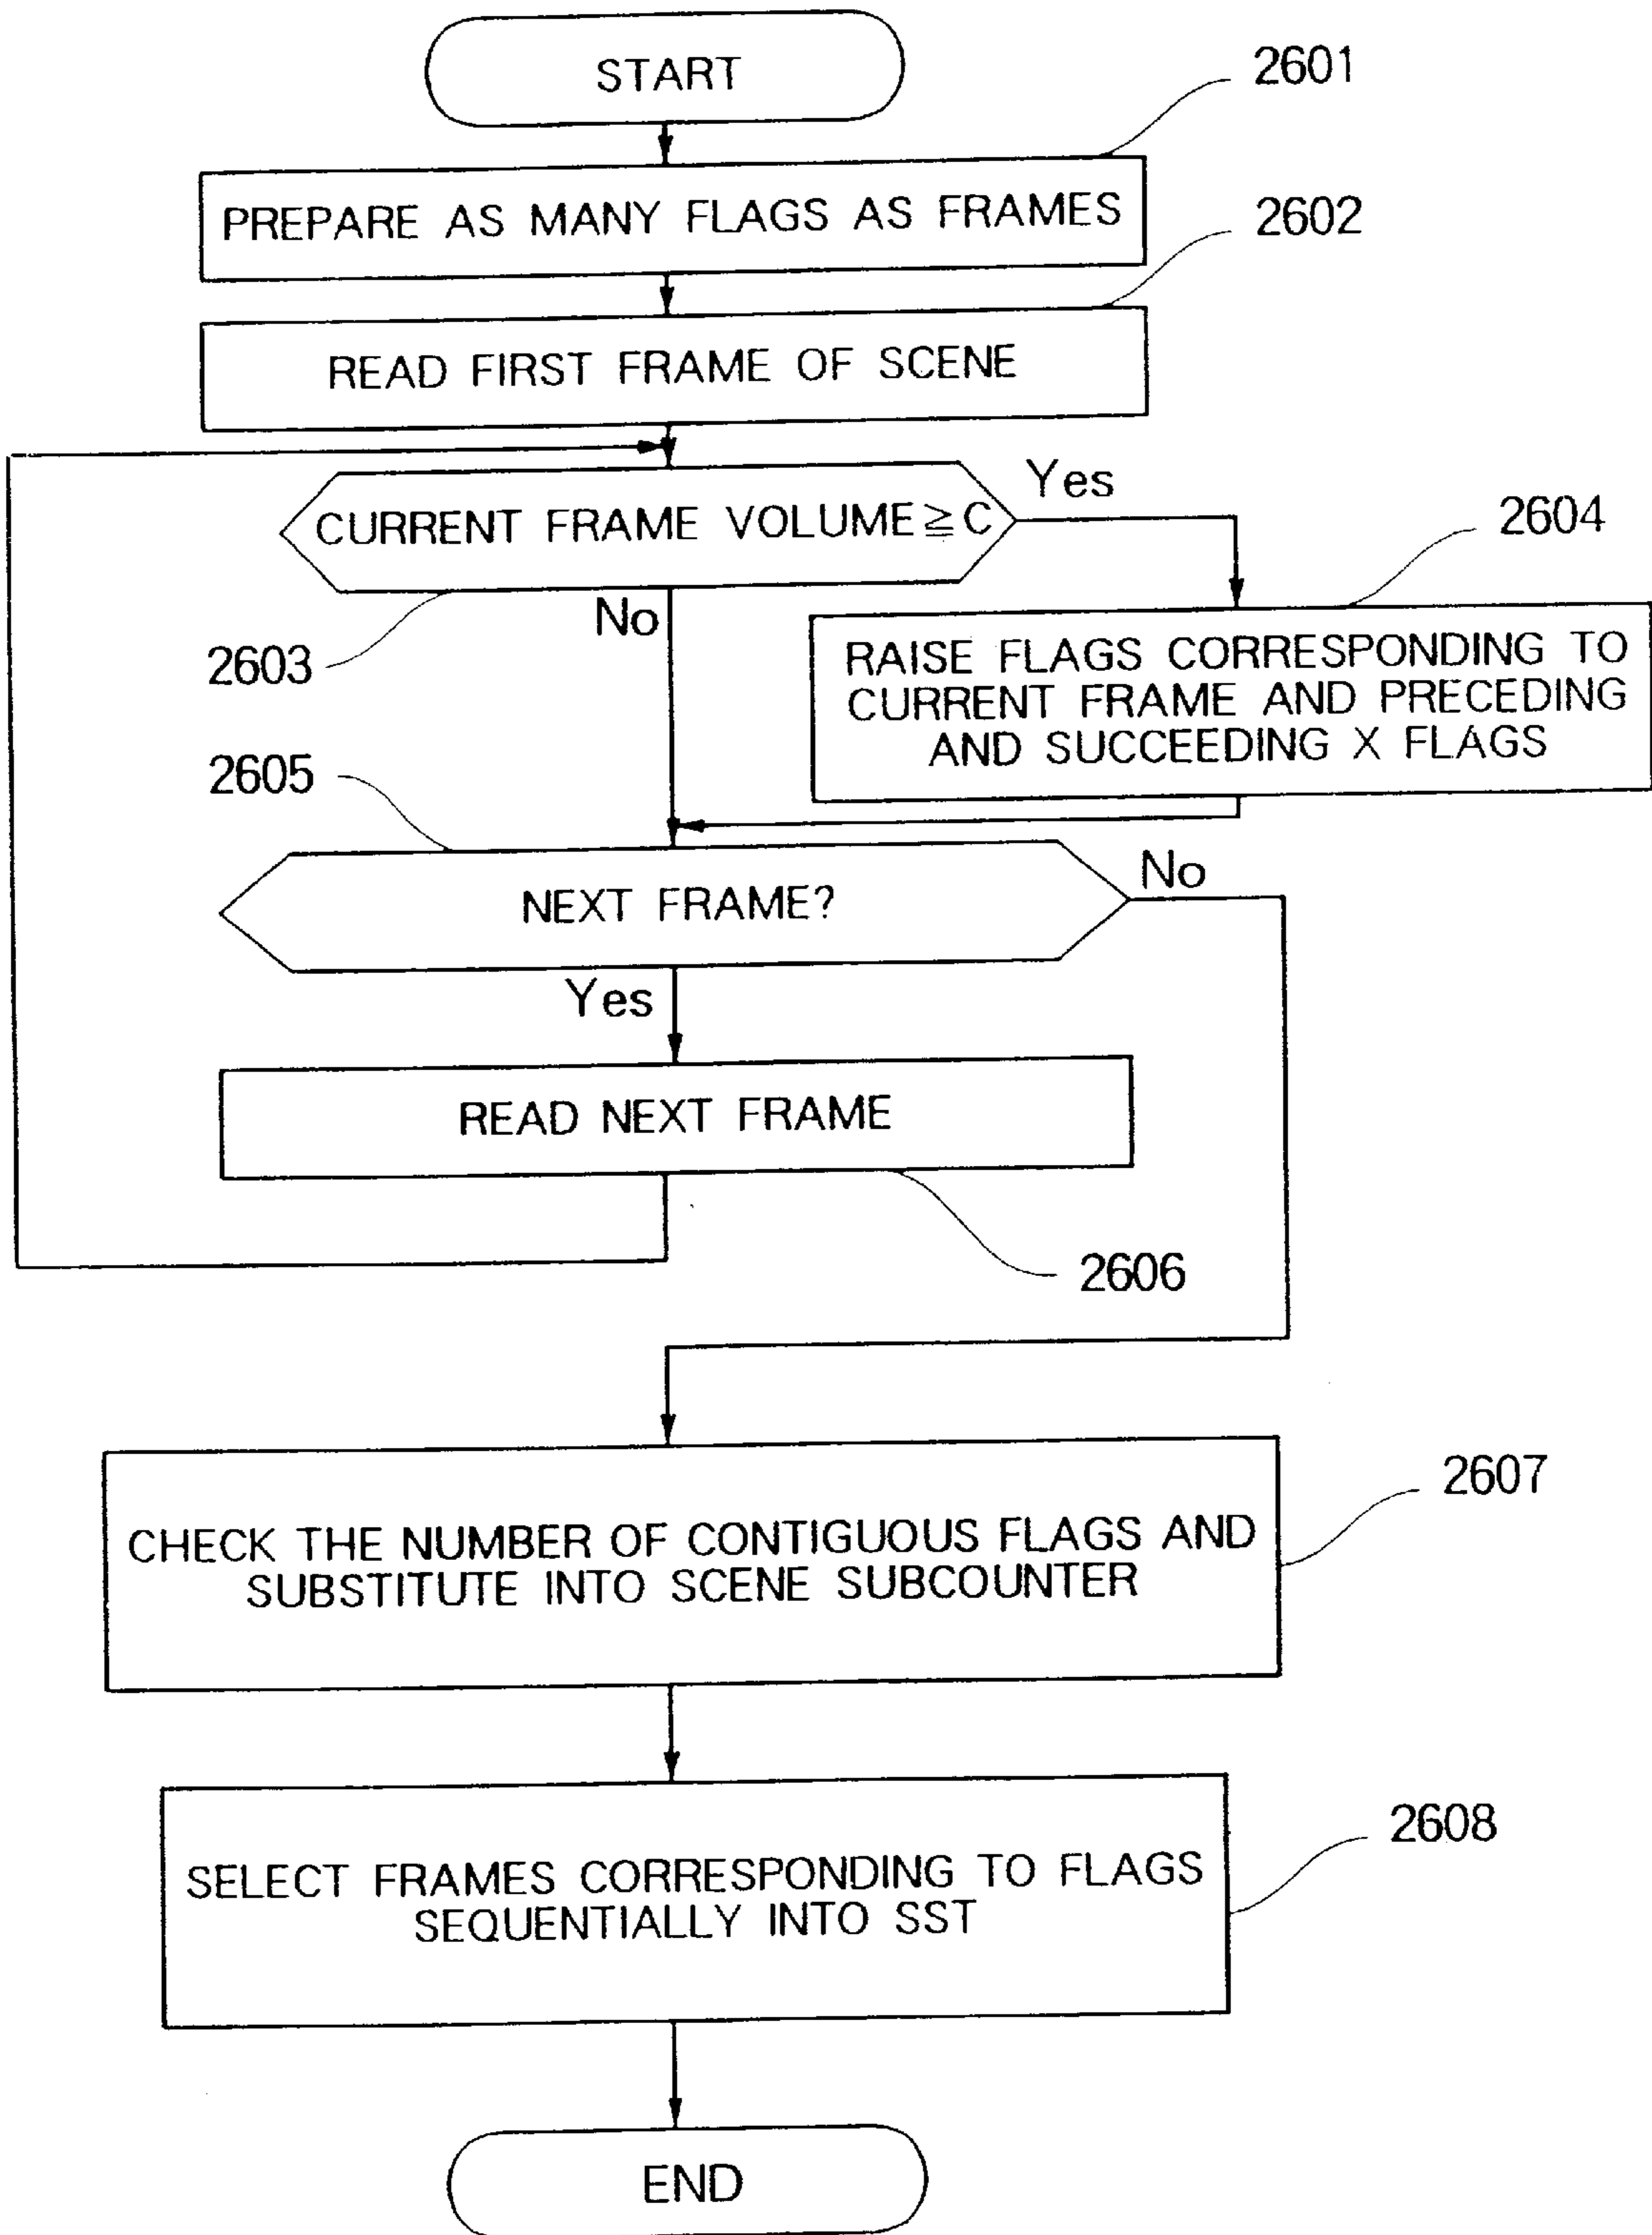 START
2601
PREPARE AS MANY FLAGS AS FRAMES
2602
READ FIRST FRAME OF SCENE
Yes
CURRENT FRAME VOLUME ≧ C
2604
No
2603
RAISE FLAGS CORRESPONDING TO
CURRENT FRAME AND PRECEDING
AND SUCCEEDING X FLAGS
2605
No
NEXT FRAME?
Yes
READ NEXT FRAME
2606
2607
CHECK THE NUMBER OF CONTIGUOUS FLAGS AND
SUBSTITUTE INTO SCENE SUBCOUNTER
2608
SELECT FRAMES CORRESPONDING TO FLAGS
SEQUENTIALLY INTO SST
END